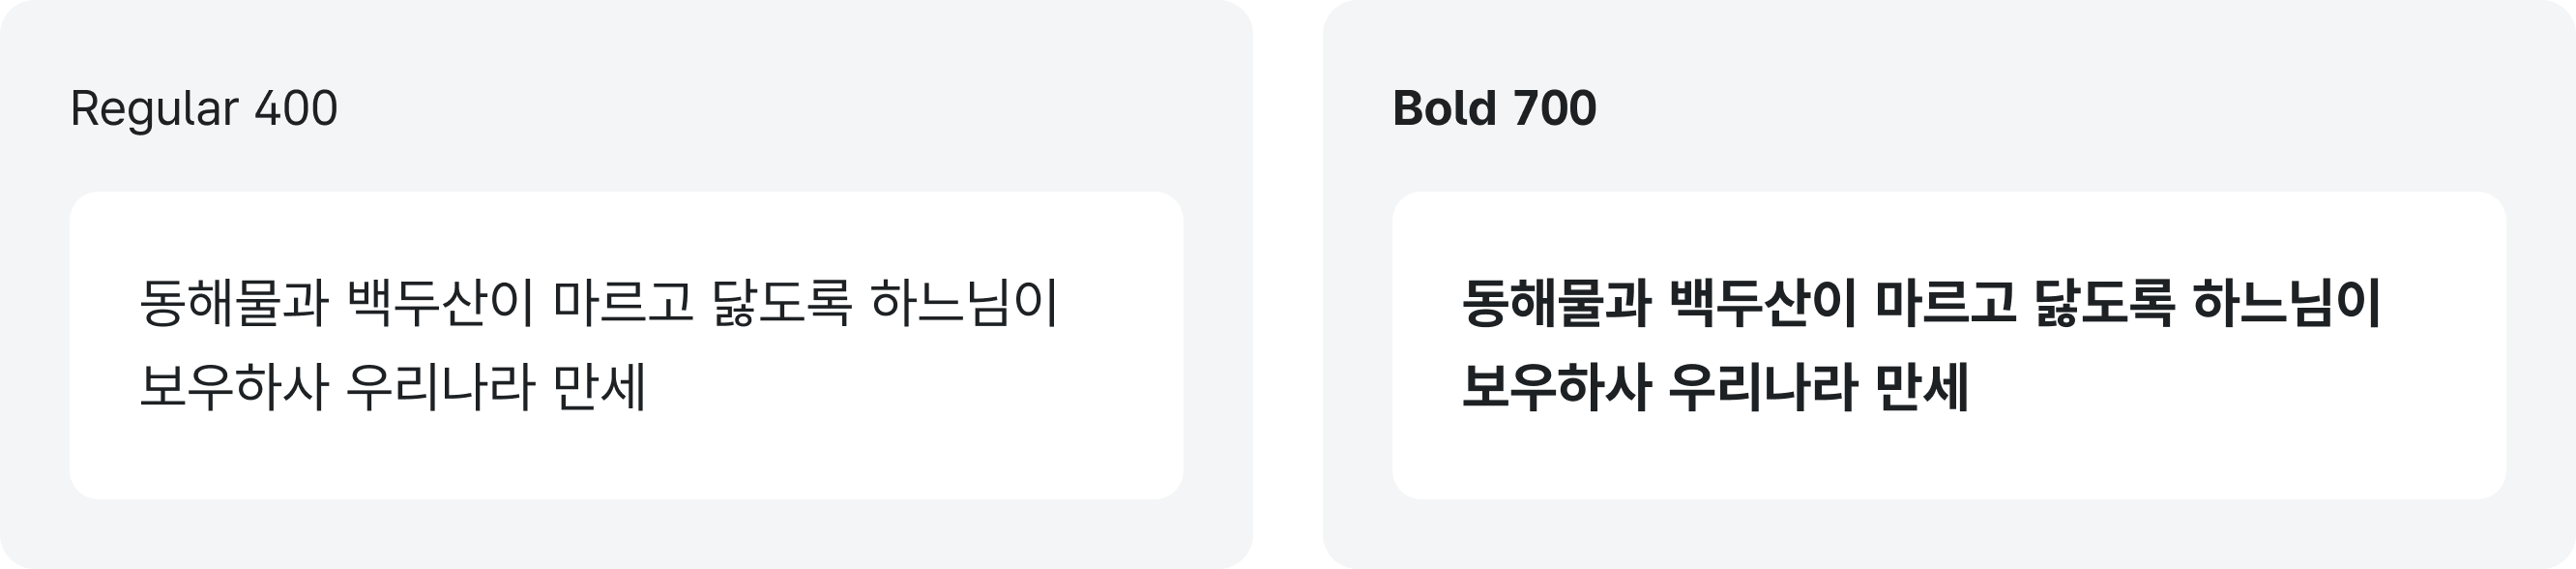 Regular 400
동해물과 백두산이 마르고 닳도록 하느님이
보우하사 우리나라 만세
Bold 700
동해물과 백두산이 마르고 닳도록 하느님이
보우하사 우리나라 만세